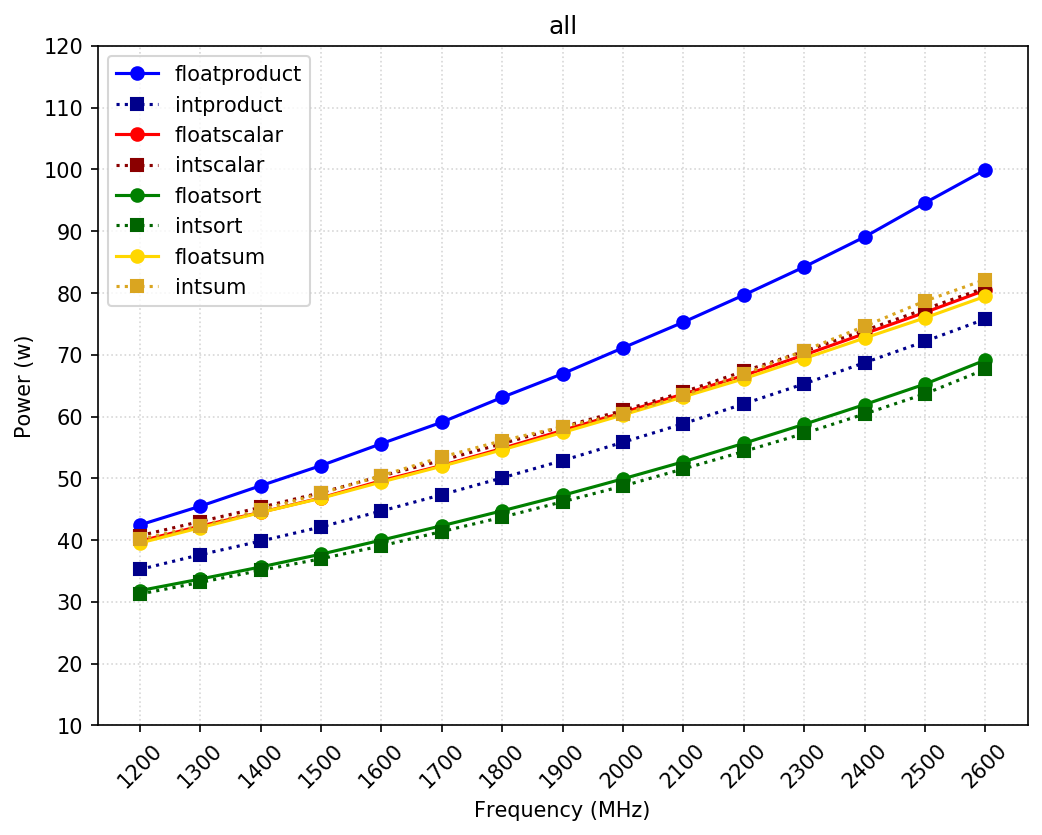 all
120
110
100
90
80
70
60
50
40
30
20
10
Power (w)
floatproduct
intproduct
floatscalar
intscalar
floatsort
intsort
floatsum
intsum
1200
1300
1400
1500
1600
1700
1800
1900
2000
2100
2200
2300
2400
2500
2600
Frequency (MHz)